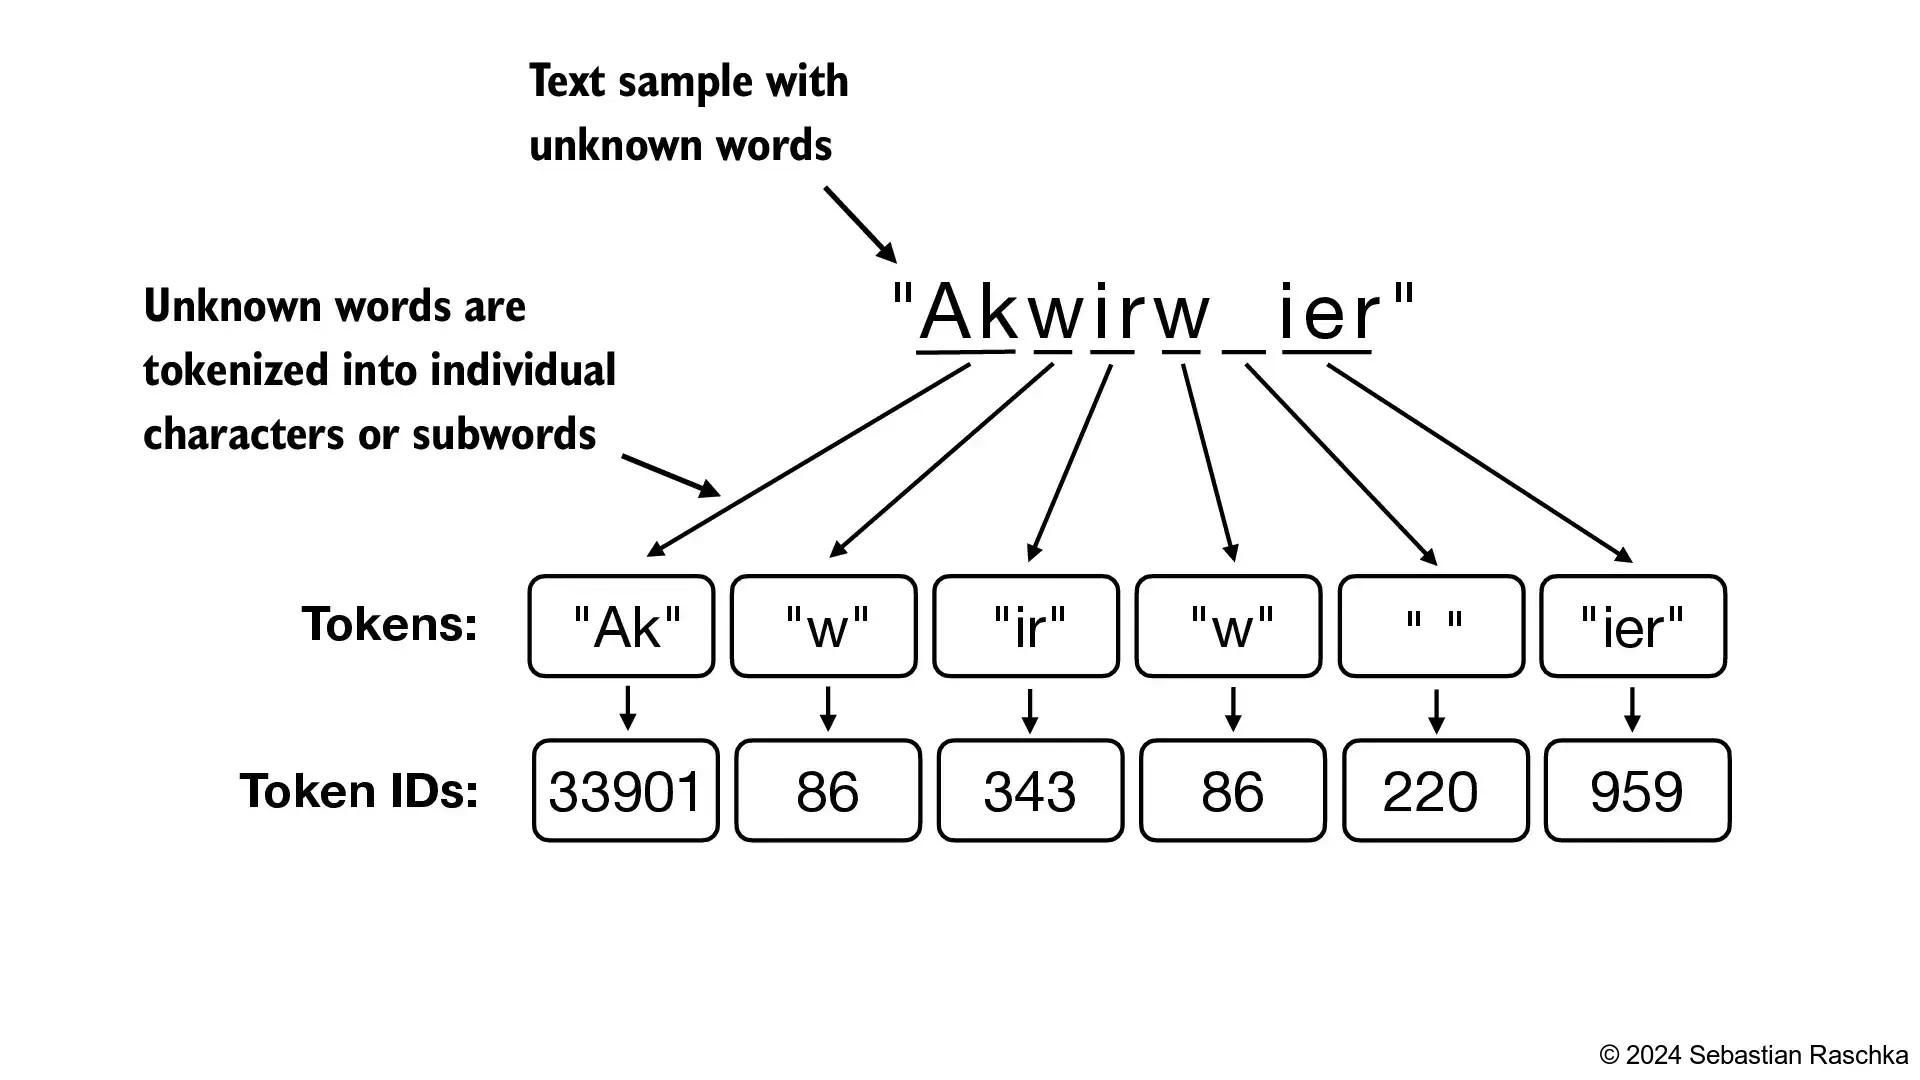 Text sample with
unknown words
"Akwirw ier"
Unknown words are
tokenized into individual
characters or subwords
Tokens: "Ak" "w" "ir" "w" " " "ier"
Token IDs: 33901 86 343 86 220 959
© 2024 Sebastian Raschka